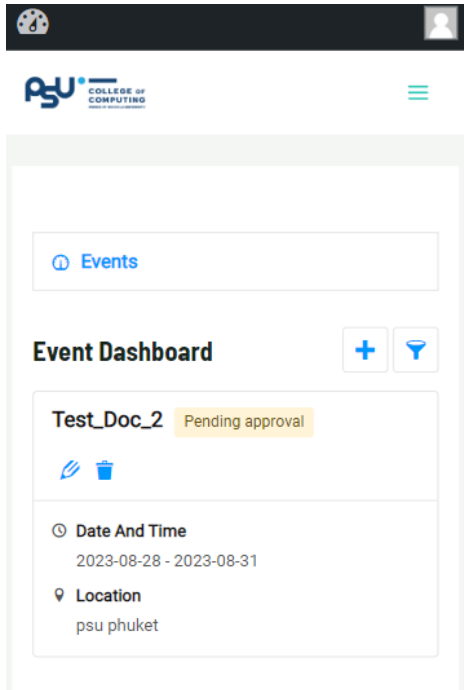 PSU COLLEGE OF
COMPUTING
Events
Event Dashboard
Test_Doc_2 Pending approval
Date And Time
2023-08-28 - 2023-08-31
Location
psu phuket